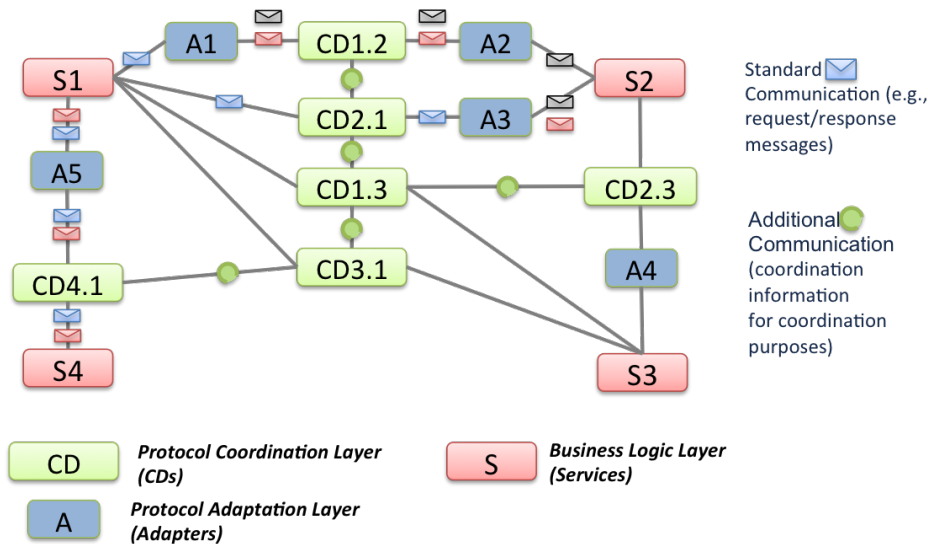 A1
CD1.2
A2
S1
S2
Standard
Communication (e.g.,
request/response
messages)
CD2.1
A3
A5
CD1.3
CD2.3
Additional
Communication
(coordination
information
for coordination
purposes)
CD4.1
CD3.1
A4
S4
S3
CD
Protocol Coordination Layer
(CDs)
S
Business Logic Layer
(Services)
A
Protocol Adaptation Layer
(Adapters)